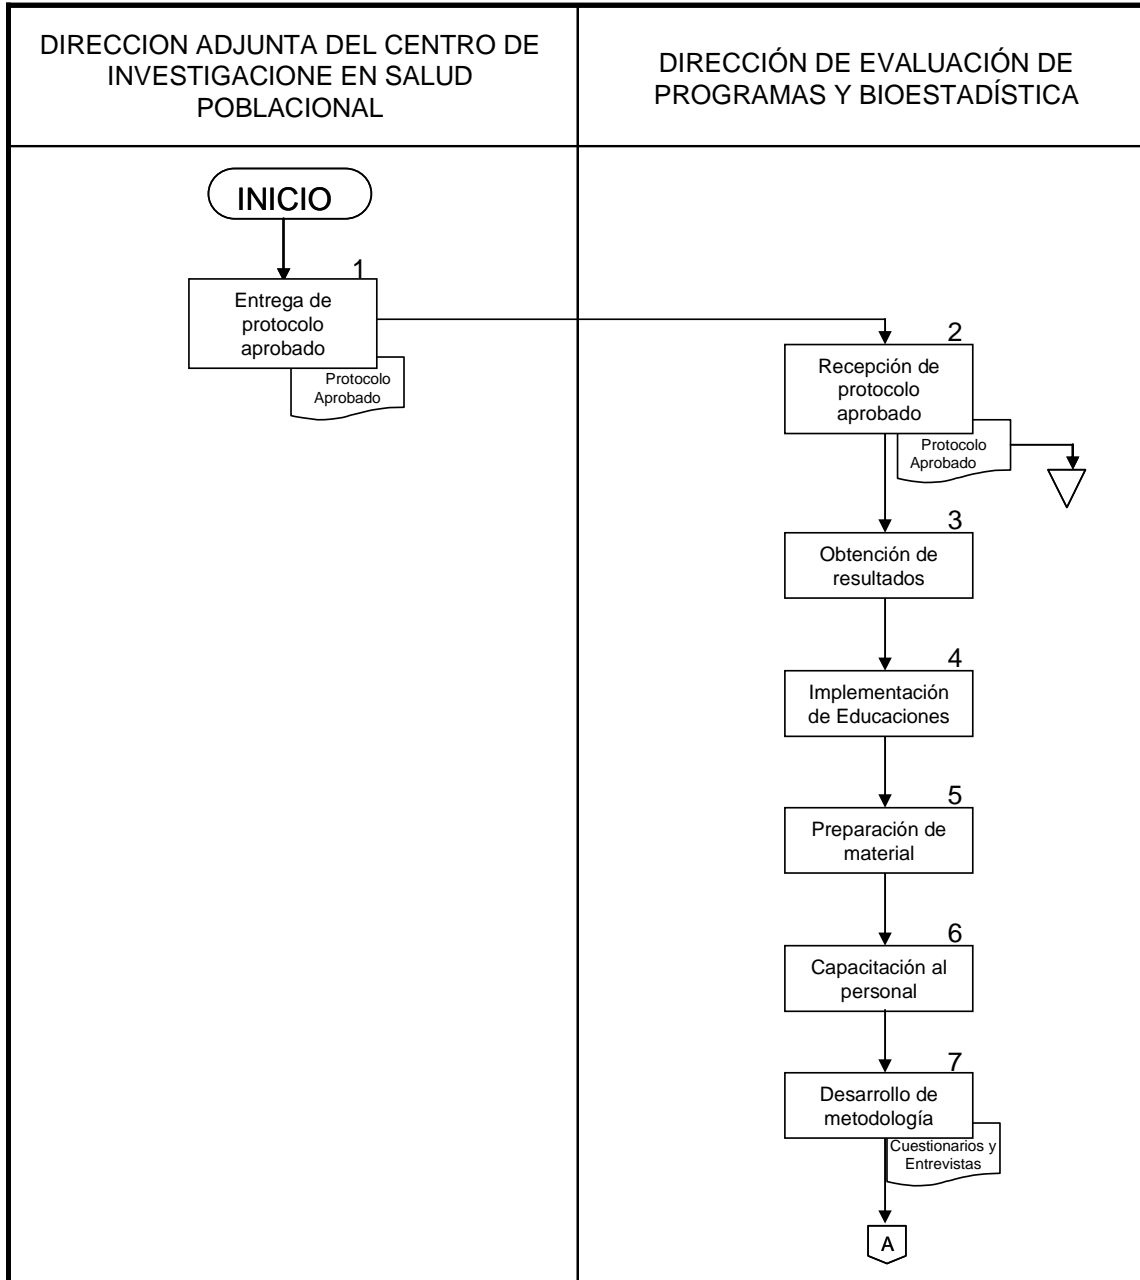 DIRECCION ADJUNTA DEL CENTRO DE
INVESTIGACIONE EN SALUD
POBLACIONAL
DIRECCIÓN DE EVALUACIÓN DE
PROGRAMAS Y BIOESTADÍSTICA
INICIO
1
Entrega de
protocolo
aprobado
Protocolo
Aprobado
2
Recepción de
protocolo
aprobado
Protocolo
Aprobado
3
Obtención de
resultados
4
Implementación
de Educaciones
5
Preparación de
material
6
Capacitación al
personal
7
Desarrollo de
metodología
Cuestionarios y
Entrevistas
A